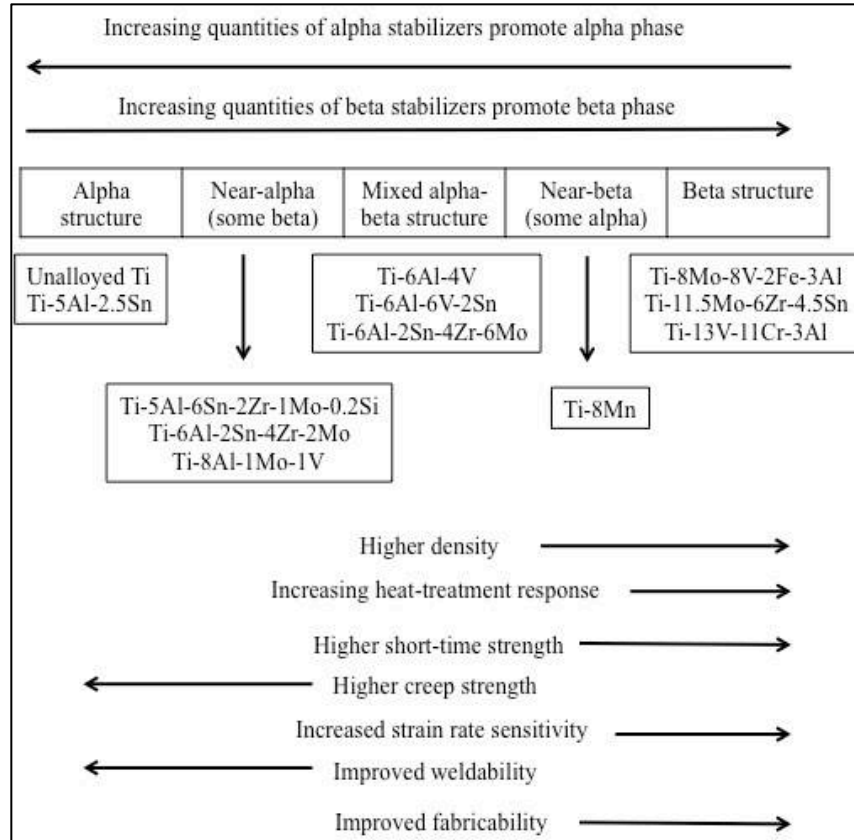 Increasing quantities of alpha stabilizers promote alpha phase
Increasing quantities of beta stabilizers promote beta phase
Alpha structure
Near-alpha (some beta)
Mixed alpha-beta structure
Near-beta (some alpha)
Beta structure
Unalloyed Ti
Ti-5Al-2.5Sn
Ti-6Al-4V
Ti-6Al-6V-2Sn
Ti-6Al-2Sn-4Zr-6Mo
Ti-8Mo-8V-2Fe-3Al
Ti-11.5Mo-6Zr-4.5Sn
Ti-13V-11Cr-3Al
Ti-5Al-6Sn-2Zr-1Mo-0.2Si
Ti-6Al-2Sn-4Zr-2Mo
Ti-8Al-1Mo-1V
Ti-8Mn
Higher density
Increasing heat-treatment response
Higher short-time strength
Higher creep strength
Increased strain rate sensitivity
Improved weldability
Improved fabricability